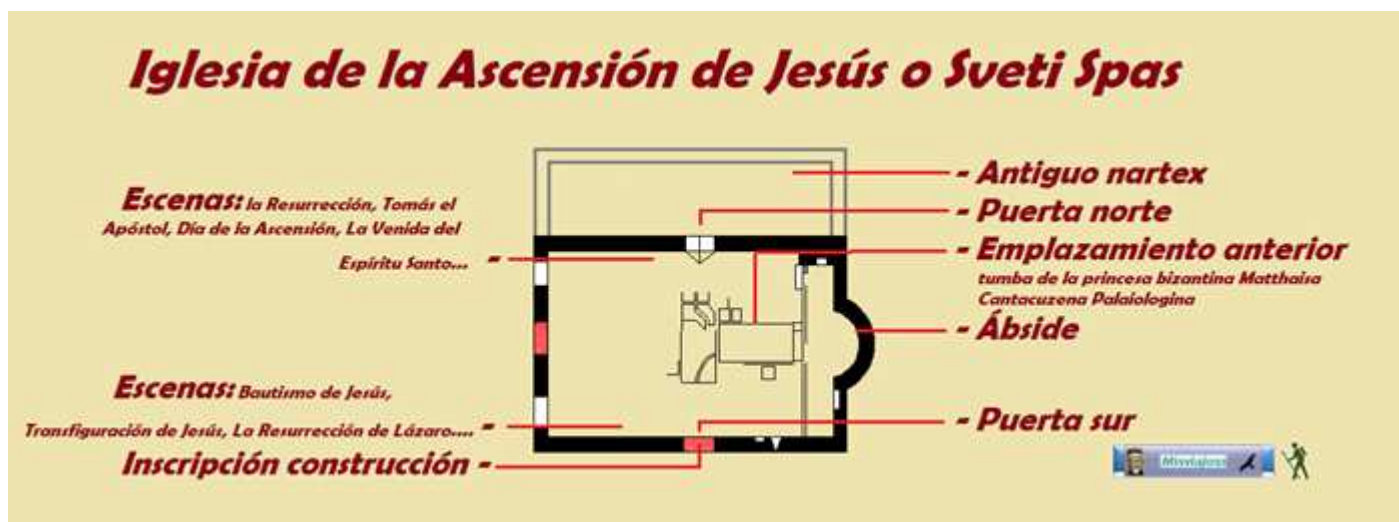 Iglesia de la Ascensión de Jesús o Sveti Spas
Escenas: la Resurrección, Tomás el
Apóstol, Día de la Ascensión, La Venida del
Espíritu Santo... -
Escenas: Bautismo de Jesús,
Transfiguración de Jesús, La Resurrección de Lázaro.... -
Inscripción construcción -
- Antiguo nartex
- Puerta norte
- Emplazamiento anterior
tumba de la princesa bizantina Matthaisa
Cantacuzena Palaiologina
- Ábside
- Puerta sur